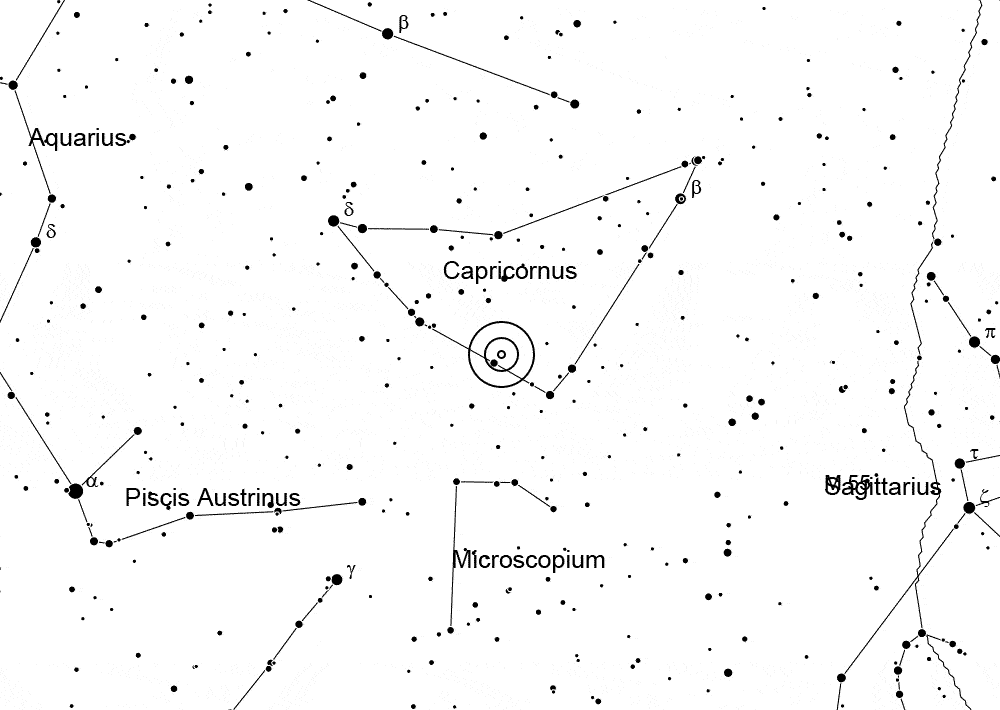 β
Aquarius
β
δ
δ
Capricornus
π
τ
α
M 55
Sagittarius
Piscis Austrinus
ζ
Microscopium
γ